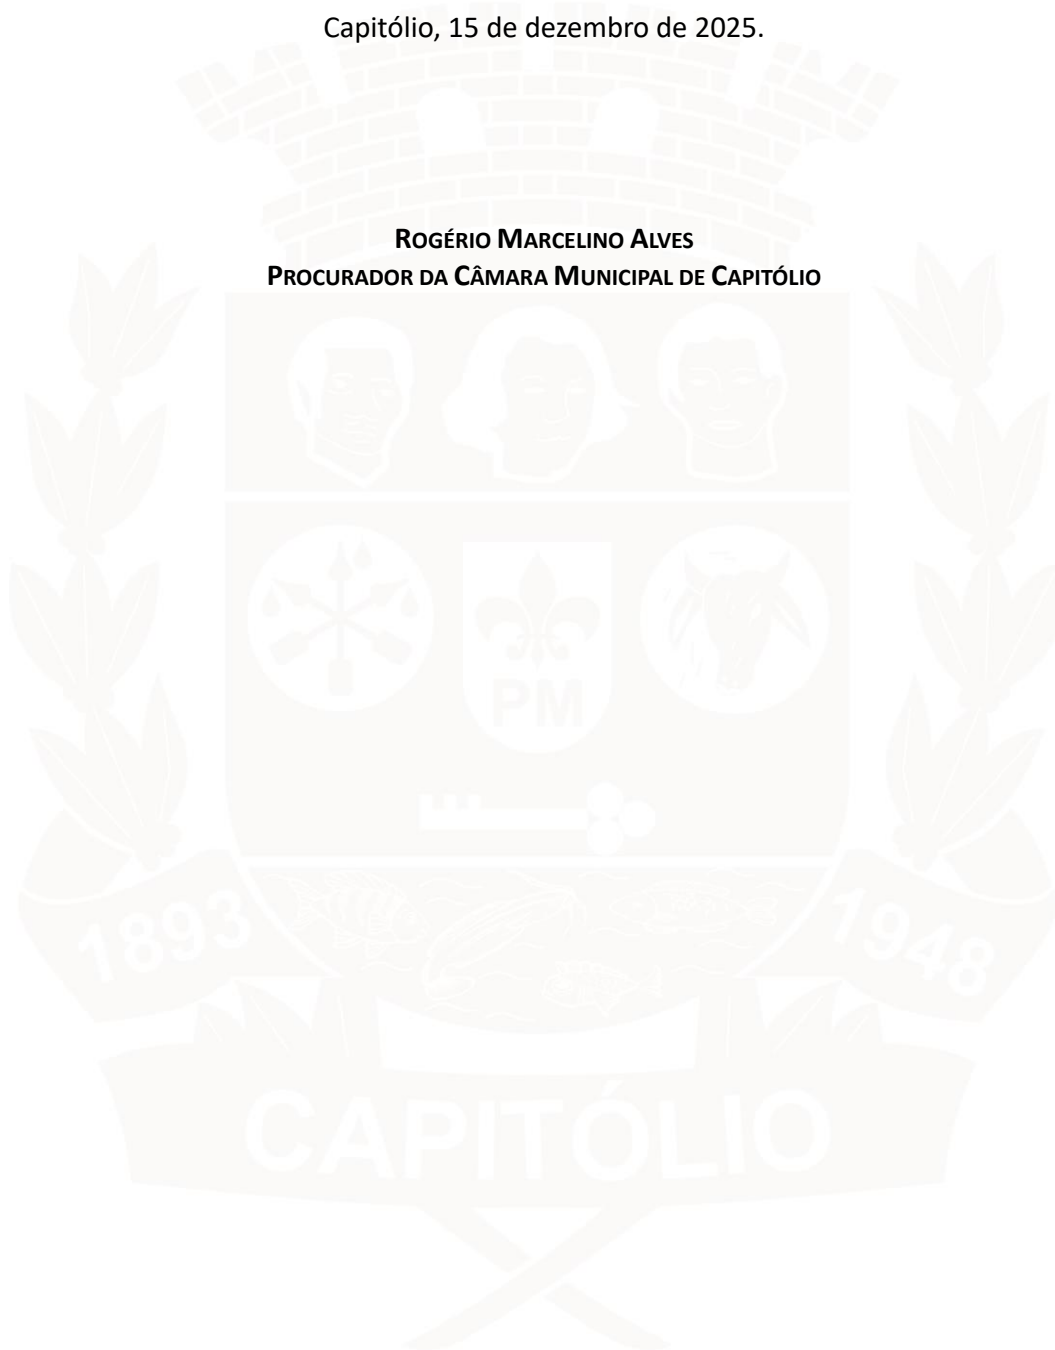 Capitólio, 15 de dezembro de 2025.
ROGÉRIO MARCELINO ALVES
PROCURADOR DA CÂMARA MUNICIPAL DE CAPITÓLIO
PM
1893
1948
CAPITÓLIO